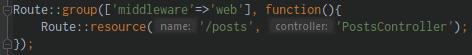 Route::group(['middleware'=>'web'], function(){
Route::resource( name: '/posts', controller: 'PostsController');
});